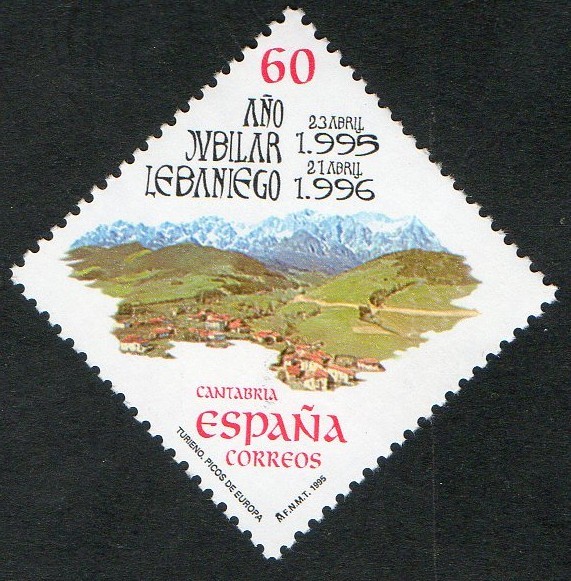 60
AÑO
JVBILAR
LEBANIEGO
23 ABRIL
1.995
21 ABRIL
1.996
CANTABRIA
ESPAÑA
CORREOS
TURIENO, PICOS DE EUROPA
F.N.M.T. 1995